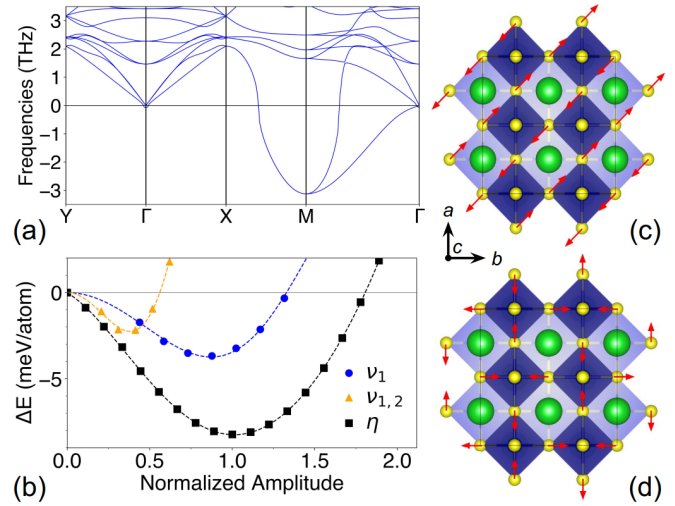 3
2
1
0
−1
−2
−3
Frequencies (THz)
Y Γ X M Γ
(a)
(c)
a
c
b
0
−5
ΔE (meV/atom)
ν1
ν1,2
η
0.0 0.5 1.0 1.5 2.0
Normalized Amplitude
(b)
(d)